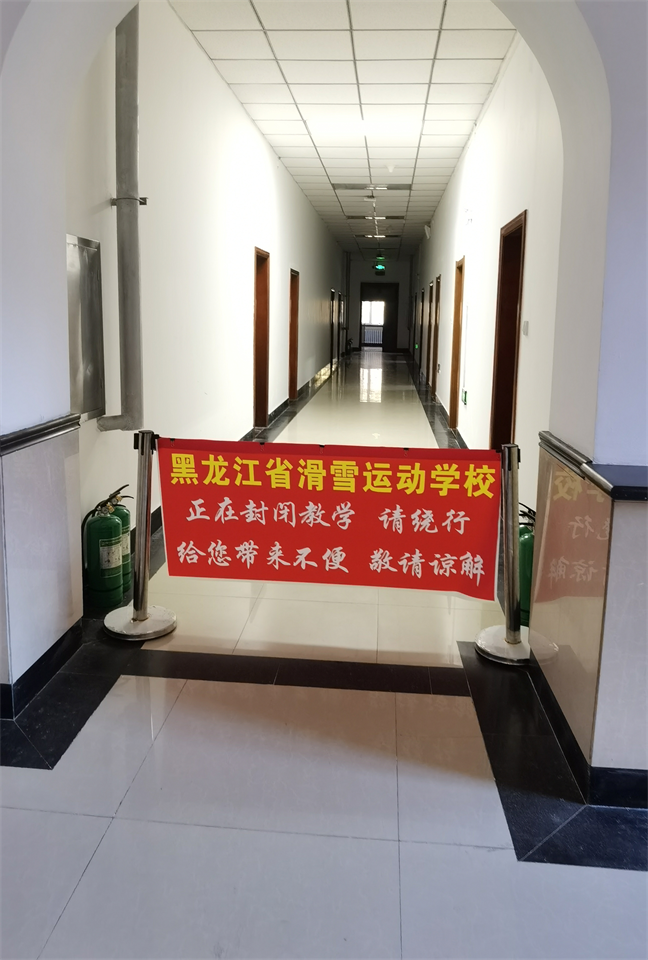 黑龙江省滑雪运动学校
正在封闭教学 请绕行
给您带来不便 敬请谅解